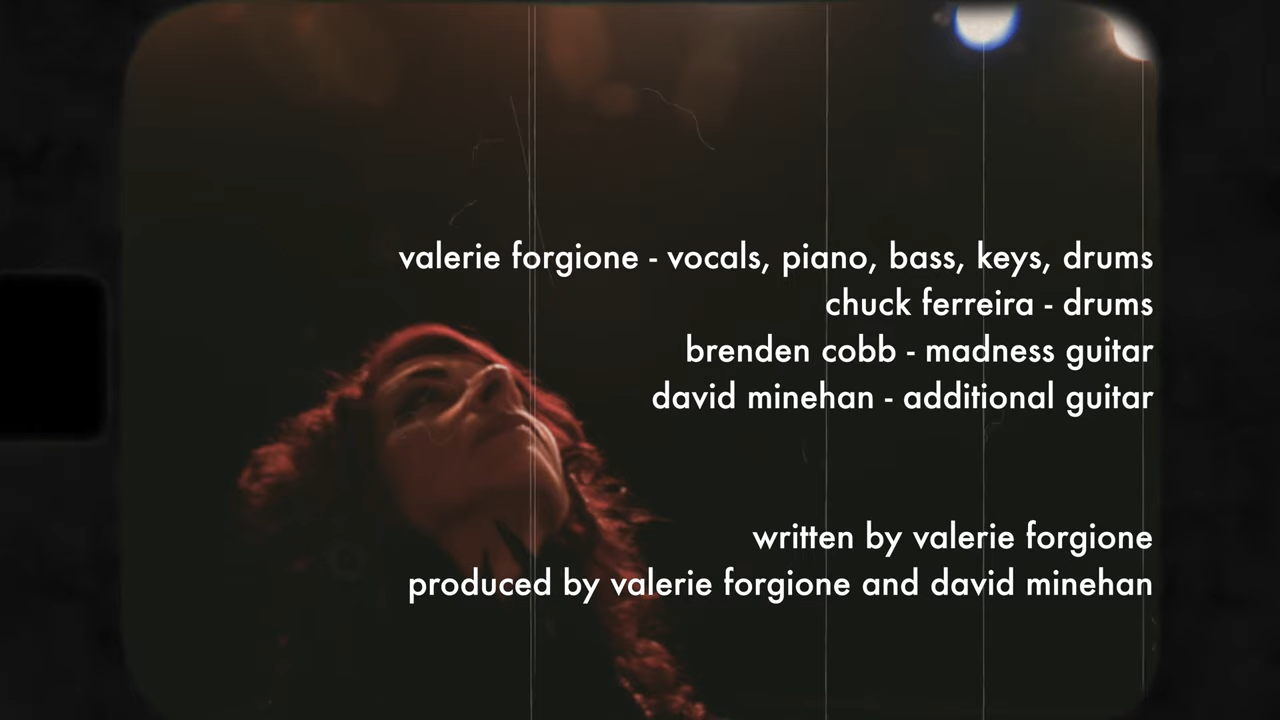 valerie forgione - vocals, piano, bass, keys, drums
chuck ferreira - drums
brenden cobb - madness guitar
david minehan - additional guitar
written by valerie forgione
produced by valerie forgione and david minehan